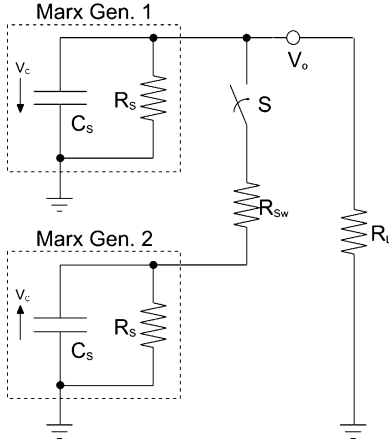 Marx Gen. 1
Vc
Cs
Rs
Vo
S
RSw
RL
Marx Gen. 2
Vc
Cs
Rs